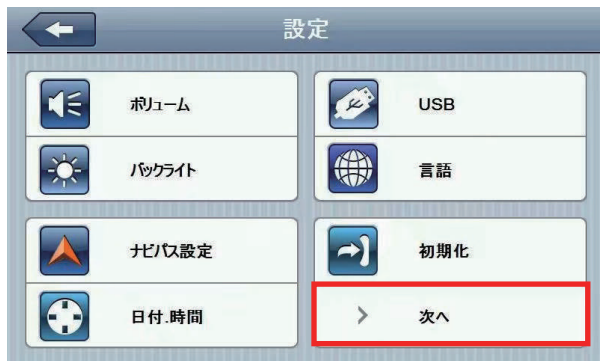 設定
ボリューム
バックライト
USB
言語
ナビパス設定
日付.時間
初期化
次へ